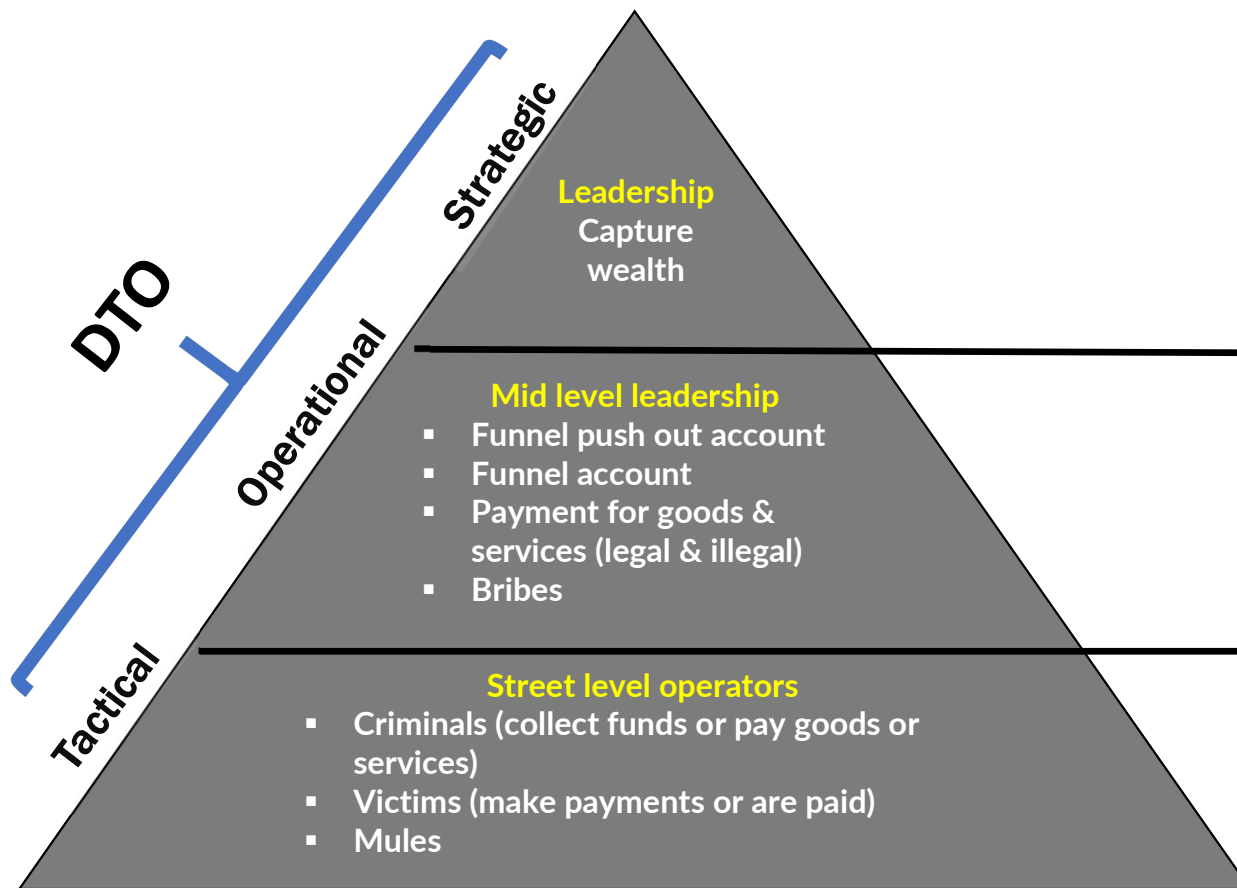 DTO
Strategic
Leadership
Capture
wealth
Operational
Mid level leadership
▪ Funnel push out account
▪ Funnel account
▪ Payment for goods &
services (legal & illegal)
▪ Bribes
Tactical
Street level operators
▪ Criminals (collect funds or pay goods or
services)
▪ Victims (make payments or are paid)
▪ Mules